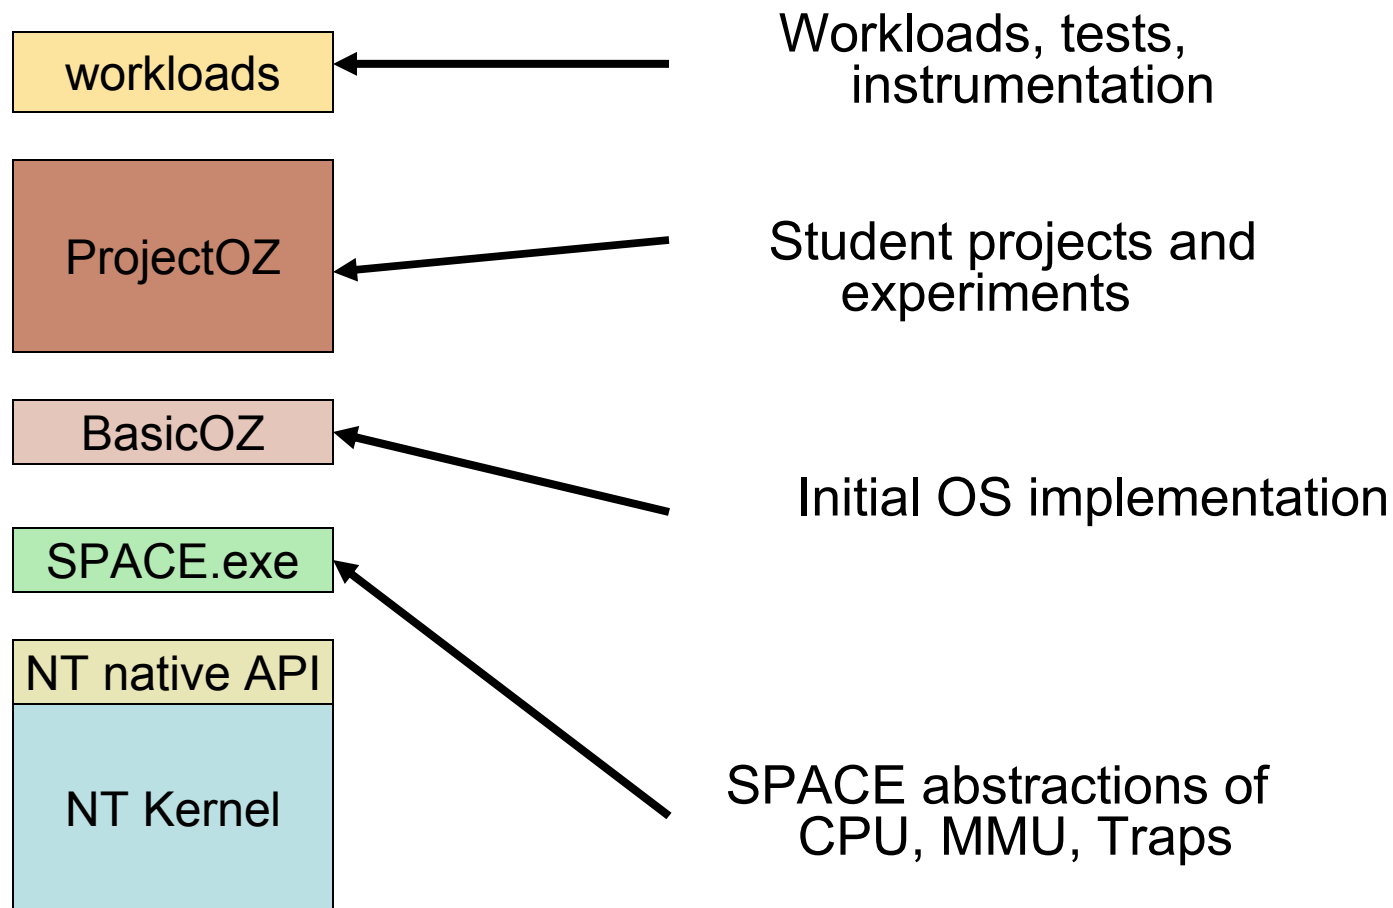 workloads
Workloads, tests,
instrumentation
ProjectOZ
Student projects and
experiments
BasicOZ
Initial OS implementation
SPACE.exe
NT native API
NT Kernel
SPACE abstractions of
CPU, MMU, Traps